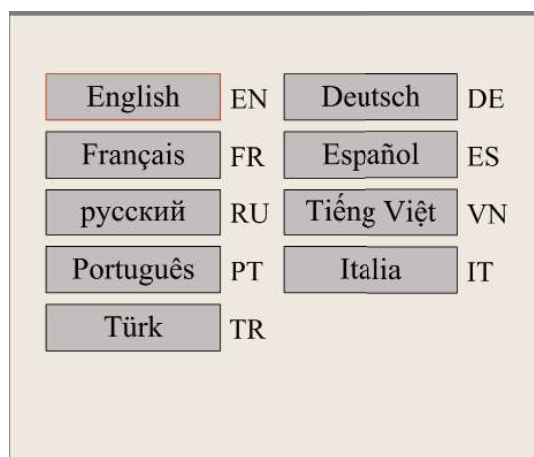 English EN Deutsch DE
Français FR Español ES
русский RU Tiếng Việt VN
Português PT Italia IT
Türk TR